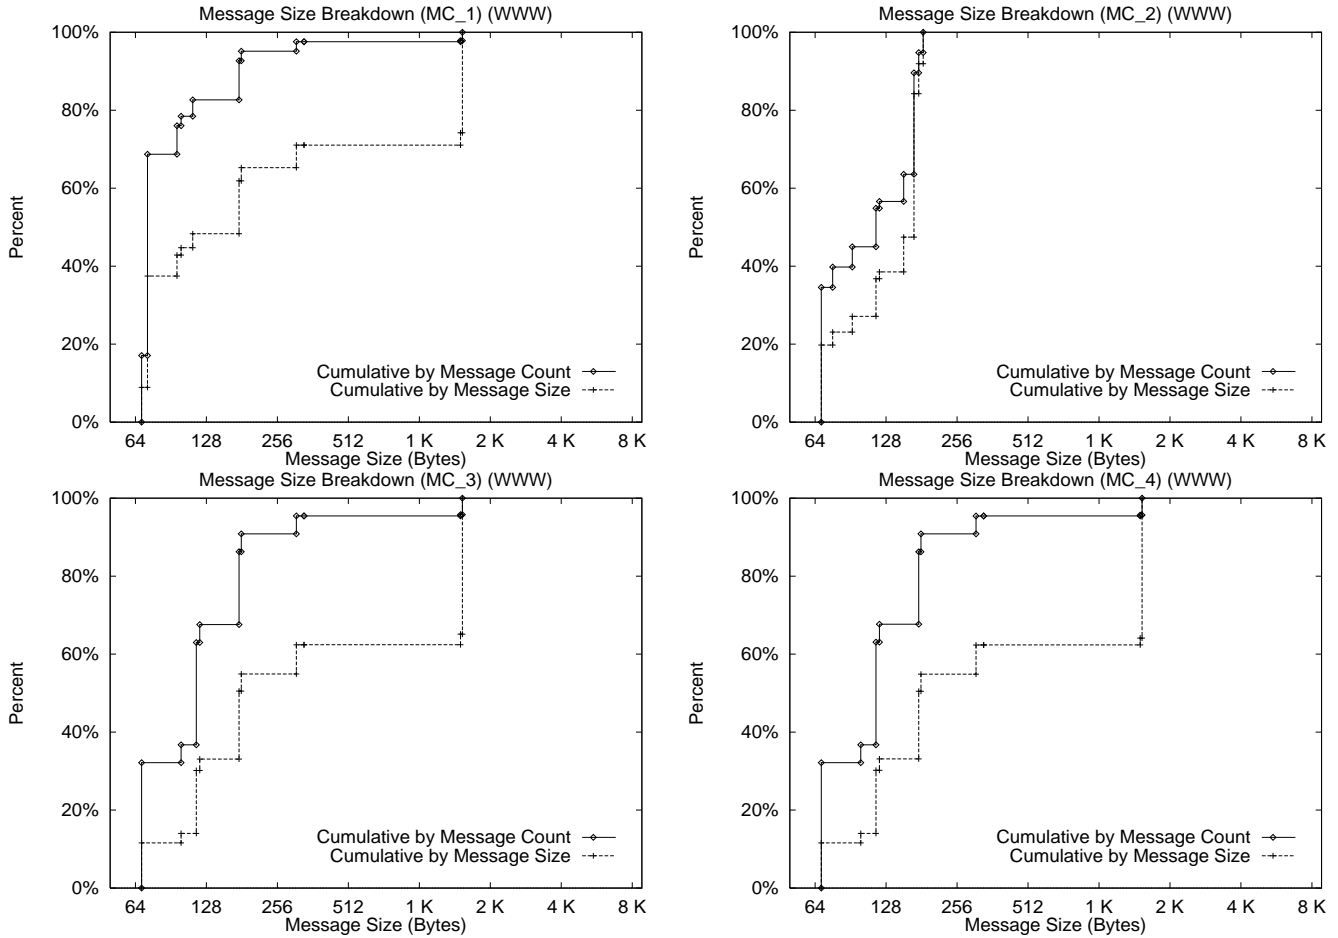 Message Size Breakdown (MC_1) (WWW)
100%
80%
60%
40%
20%
0%
Percent
Cumulative by Message Count
Cumulative by Message Size
64 128 256 512 1 K 2 K 4 K 8 K
Message Size (Bytes)
Message Size Breakdown (MC_2) (WWW)
100%
80%
60%
40%
20%
0%
Percent
Cumulative by Message Count
Cumulative by Message Size
64 128 256 512 1 K 2 K 4 K 8 K
Message Size (Bytes)
Message Size Breakdown (MC_3) (WWW)
100%
80%
60%
40%
20%
0%
Percent
Cumulative by Message Count
Cumulative by Message Size
64 128 256 512 1 K 2 K 4 K 8 K
Message Size (Bytes)
Message Size Breakdown (MC_4) (WWW)
100%
80%
60%
40%
20%
0%
Percent
Cumulative by Message Count
Cumulative by Message Size
64 128 256 512 1 K 2 K 4 K 8 K
Message Size (Bytes)